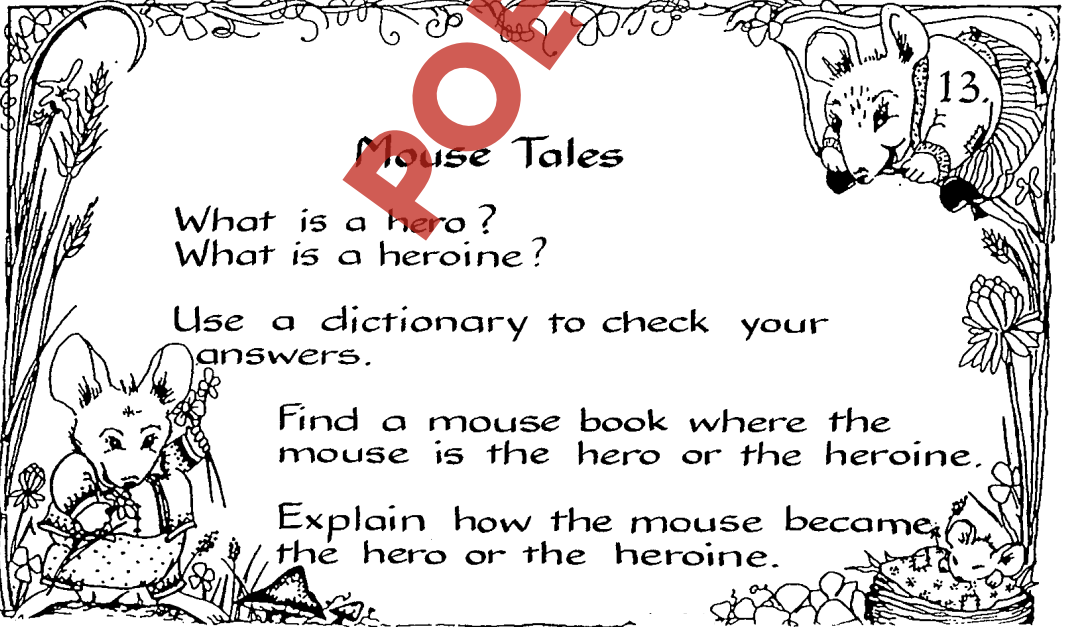 13.
Mouse Tales
What is a hero?
What is a heroine?
Use a dictionary to check your
answers.
Find a mouse book where the
mouse is the hero or the heroine.
Explain how the mouse became
the hero or the heroine.